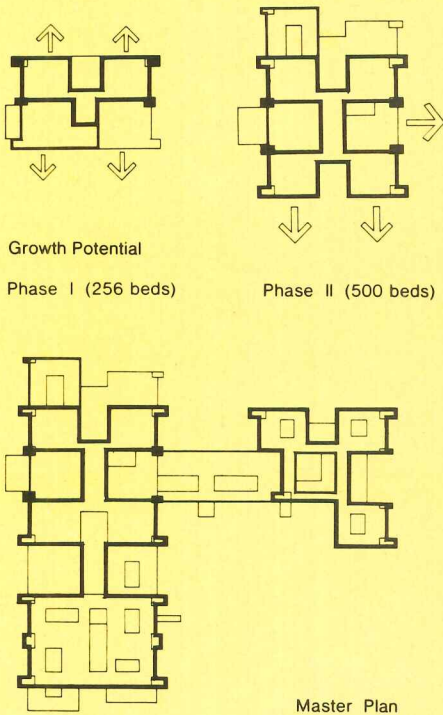 Growth Potential
Phase I (256 beds)
Phase II (500 beds)
Master Plan